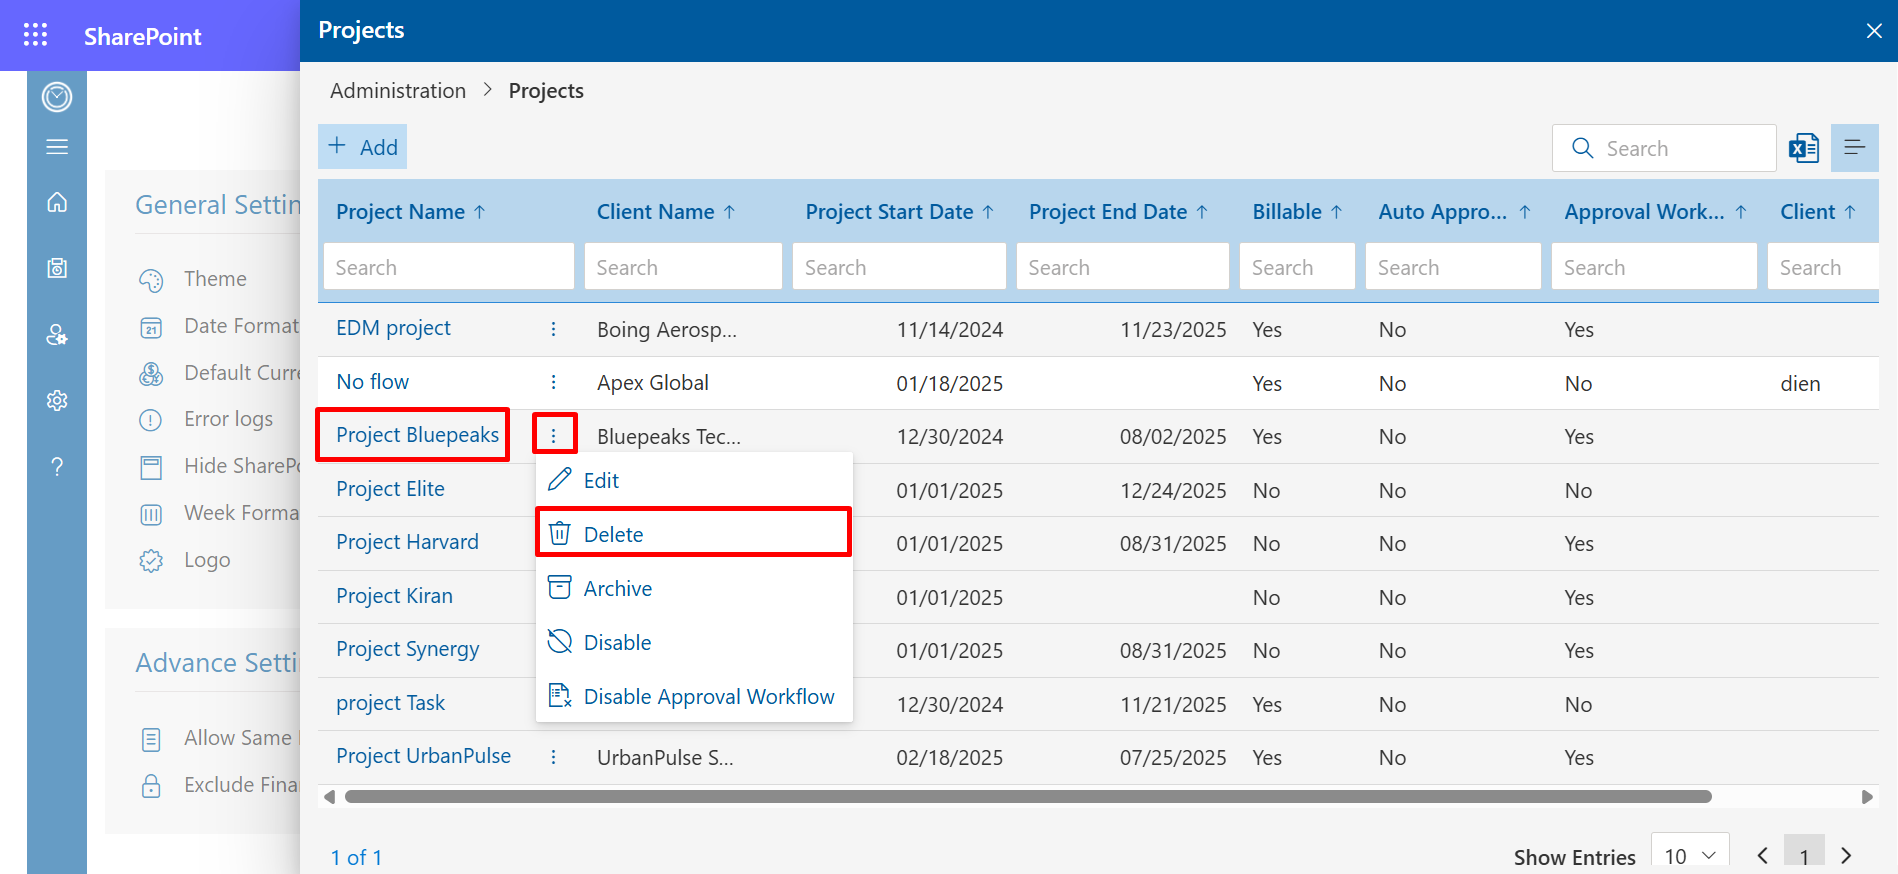 SharePoint
Projects
Administration > Projects
+ Add
Search
General Settin
Theme
21 Date Format
Default Curre
Error logs
Hide SharePo
Week Forma
Logo
Advance Setti
Allow Same
Exclude Fina
Project Name ↑ Client Name ↑ Project Start Date ↑ Project End Date ↑ Billable ↑ Auto Appro... ↑ Approval Work... ↑ Client ↑
Search Search Search Search Search Search Search Search
EDM project Boing Aerosp... 11/14/2024 11/23/2025 Yes No Yes
No flow Apex Global 01/18/2025 Yes No No dien
Project Bluepeaks Bluepeaks Tec... 12/30/2024 08/02/2025 Yes No Yes
Project Elite 01/01/2025 12/24/2025 No No No
Project Harvard 01/01/2025 08/31/2025 No No Yes
Project Kiran 01/01/2025 No No Yes
Project Synergy 01/01/2025 08/31/2025 No No Yes
project Task 12/30/2024 11/21/2025 Yes No No
Project UrbanPulse UrbanPulse S... 02/18/2025 07/25/2025 Yes No Yes
Edit
Delete
Archive
Disable
Disable Approval Workflow
1 of 1
Show Entries 10 < 1 >